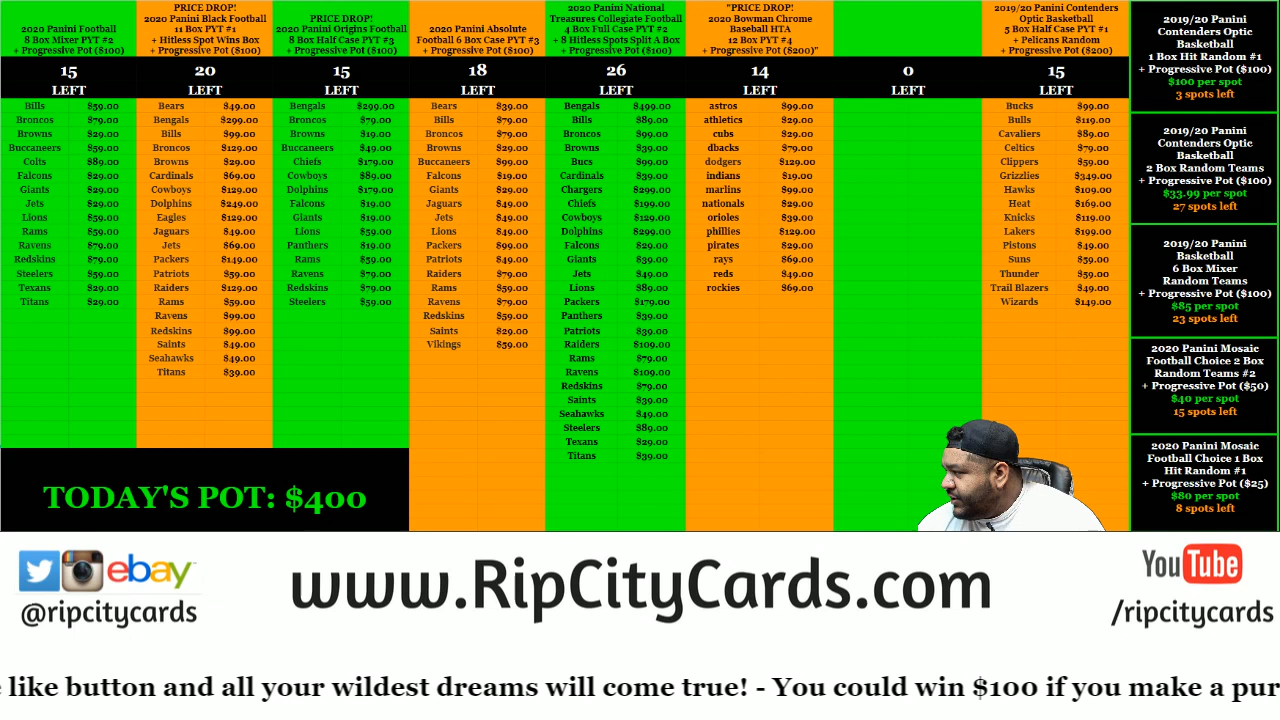 2020 Panini Football
8 Box Mixer PYT #2
+ Progressive Pot ($100)
15
LEFT
Bills $59.00
Broncos $79.00
Browns $29.00
Buccaneers $59.00
Colts $89.00
Falcons $29.00
Giants $29.00
Jets $29.00
Lions $59.00
Rams $59.00
Ravens $79.00
Redskins $79.00
Steelers $59.00
Texans $29.00
Titans $29.00
PRICE DROP!
2020 Panini Black Football
11 Box PYT #1
+ Hitless Spot Wins Box
+ Progressive Pot ($100)
20
LEFT
Bears $49.00
Bengals $299.00
Bills $99.00
Broncos $129.00
Browns $29.00
Cardinals $69.00
Cowboys $129.00
Dolphins $249.00
Eagles $129.00
Jaguars $49.00
Jets $69.00
Packers $149.00
Patriots $59.00
Raiders $129.00
Rams $59.00
Ravens $99.00
Redskins $99.00
Saints $49.00
Seahawks $49.00
Titans $39.00
PRICE DROP!
2020 Panini Origins Football
8 Box Half Case PYT #3
+ Progressive Pot ($100)
15
LEFT
Bengals $299.00
Broncos $79.00
Browns $19.00
Buccaneers $49.00
Chiefs $179.00
Cowboys $89.00
Dolphins $179.00
Falcons $19.00
Giants $19.00
Lions $59.00
Panthers $19.00
Rams $59.00
Ravens $79.00
Redskins $79.00
Steelers $59.00
2020 Panini Absolute
Football 6 Box Case PYT #3
+ Progressive Pot ($100)
18
LEFT
Bears $39.00
Bills $79.00
Broncos $79.00
Browns $29.00
Buccaneers $99.00
Falcons $19.00
Giants $29.00
Jaguars $49.00
Jets $49.00
Lions $49.00
Packers $99.00
Patriots $49.00
Raiders $79.00
Rams $59.00
Ravens $79.00
Redskins $59.00
Saints $29.00
Vikings $59.00
2020 Panini National
Treasures Collegiate Football
4 Box Full Case PYT #2
+ 8 Hitless Spots Split A Box
+ Progressive Pot ($100)
26
LEFT
Bengals $499.00
Bills $89.00
Broncos $99.00
Browns $39.00
Bucs $99.00
Cardinals $39.00
Chargers $299.00
Chiefs $199.00
Cowboys $129.00
Dolphins $299.00
Falcons $29.00
Giants $39.00
Jets $49.00
Lions $89.00
Packers $179.00
Panthers $39.00
Patriots $39.00
Raiders $109.00
Rams $79.00
Ravens $109.00
Redskins $79.00
Saints $39.00
Seahawks $49.00
Steelers $89.00
Texans $29.00
Titans $39.00
"PRICE DROP!
2020 Bowman Chrome
Baseball HTA
12 Box PYT #4
+ Progressive Pot ($200)"
14
LEFT
astros $99.00
athletics $29.00
cubs $29.00
dbacks $79.00
dodgers $129.00
indians $19.00
marlins $99.00
nationals $29.00
orioles $39.00
phillies $129.00
pirates $29.00
rays $69.00
reds $49.00
rockies $69.00
0
LEFT
2019/20 Panini Contenders
Optic Basketball
5 Box Half Case PYT #1
+ Pelicans Random
+ Progressive Pot ($200)
15
LEFT
Bucks $99.00
Bulls $119.00
Cavaliers $89.00
Celtics $79.00
Clippers $59.00
Grizzlies $349.00
Hawks $109.00
Heat $169.00
Knicks $119.00
Lakers $199.00
Pistons $49.00
Suns $59.00
Thunder $59.00
Trail Blazers $49.00
Wizards $149.00
2019/20 Panini
Contenders Optic
Basketball
1 Box Hit Random #1
+ Progressive Pot ($100)
$100 per spot
3 spots left
2019/20 Panini
Contenders Optic
Basketball
2 Box Random Teams
+ Progressive Pot ($100)
$33.99 per spot
27 spots left
2019/20 Panini
Basketball
6 Box Mixer
Random Teams
+ Progressive Pot ($100)
$85 per spot
23 spots left
2020 Panini Mosaic
Football Choice 2 Box
Random Teams #2
+ Progressive Pot ($50)
$40 per spot
15 spots left
2020 Panini Mosaic
Football Choice 1 Box
Hit Random #1
+ Progressive Pot ($25)
$80 per spot
8 spots left
TODAY'S POT: $400
ebay
@ripcitycards
www.RipCityCards.com
YouTube
/ripcitycards
like button and all your wildest dreams will come true! - You could win $100 if you make a pur